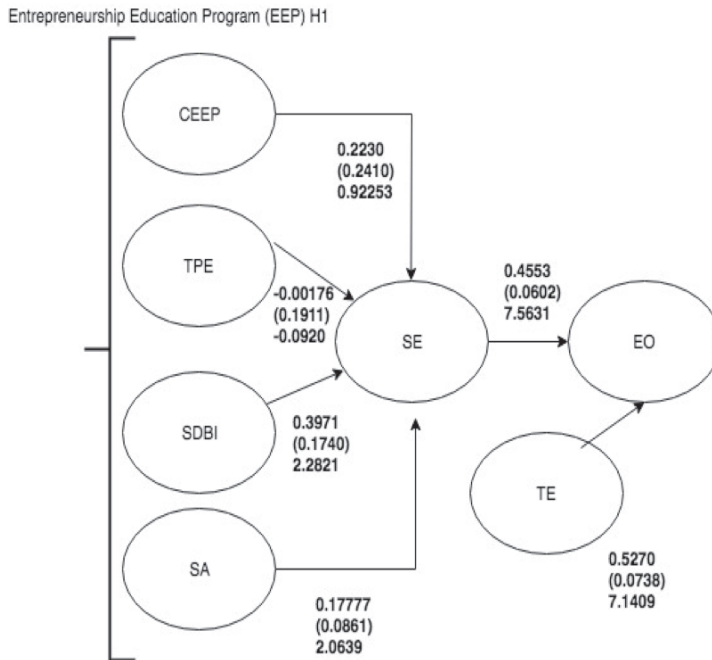 Entrepreneurship Education Program (EEP) H1
CEEP
0.2230
(0.2410)
0.92253
TPE
-0.00176
(0.1911)
-0.0920
SE
0.4553
(0.0602)
7.5631
EO
SDBI
0.3971
(0.1740)
2.2821
TE
0.5270
(0.0738)
7.1409
SA
0.17777
(0.0861)
2.0639